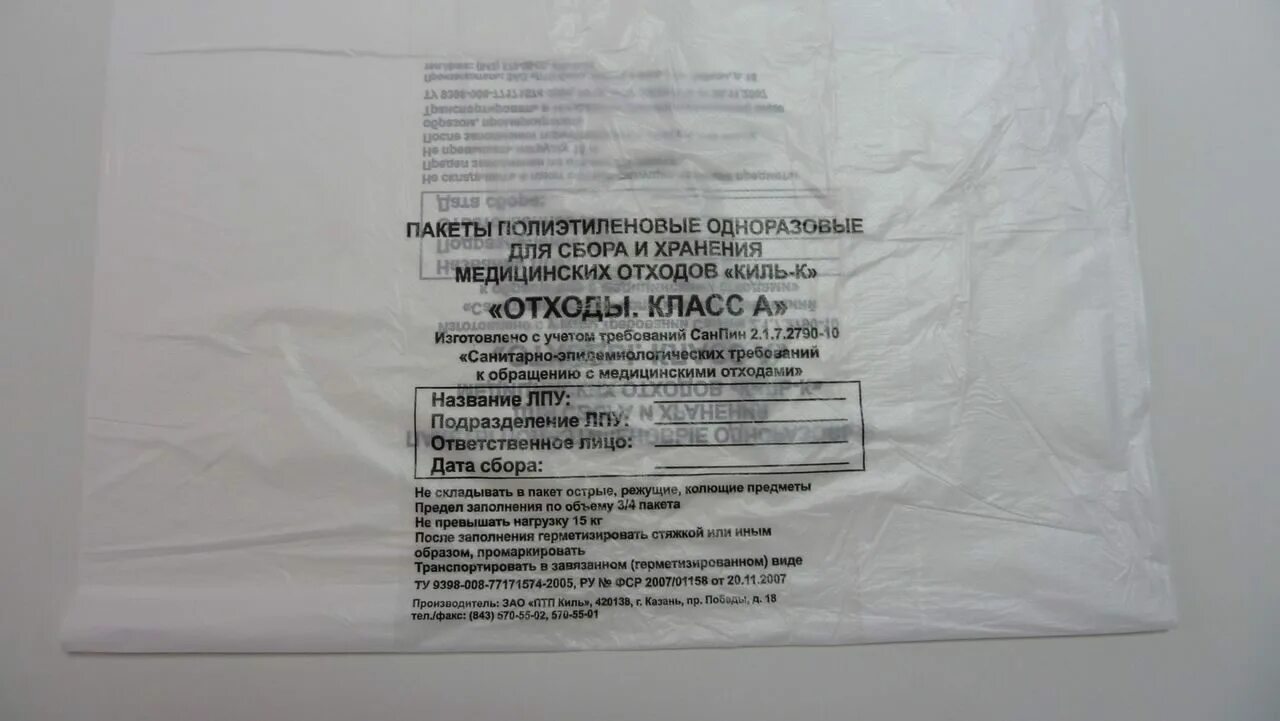 ПАКЕТЫ ПОЛИЭТИЛЕНОВЫЕ ОДНОРАЗОВЫЕ
ДЛЯ СБОРА И ХРАНЕНИЯ
МЕДИЦИНСКИХ ОТХОДОВ «КИЛЬ-К»
«ОТХОДЫ. КЛАСС А»
Изготовлено с учетом требований СанПин 2.1.7.2790-10
«Санитарно-эпидемиологических требований
к обращению с медицинскими отходами»
Название ЛПУ:
Подразделение ЛПУ:
Ответственное лицо:
Дата сбора:
Не складывать в пакет острые, режущие, колющие предметы
Предел заполнения по объему 3/4 пакета
Не превышать нагрузку 15 кг
После заполнения герметизировать стяжкой или иным
образом, промаркировать
Транспортировать в завязанном (герметизированном) виде
ТУ 9398-008-77171574-2005, РУ № ФСР 2007/01158 от 20.11.2007
Производитель: ЗАО «ПТП Киль», 420138, г. Казань, пр. Победы, д. 18
тел./факс: (843) 570-55-02, 570-55-01